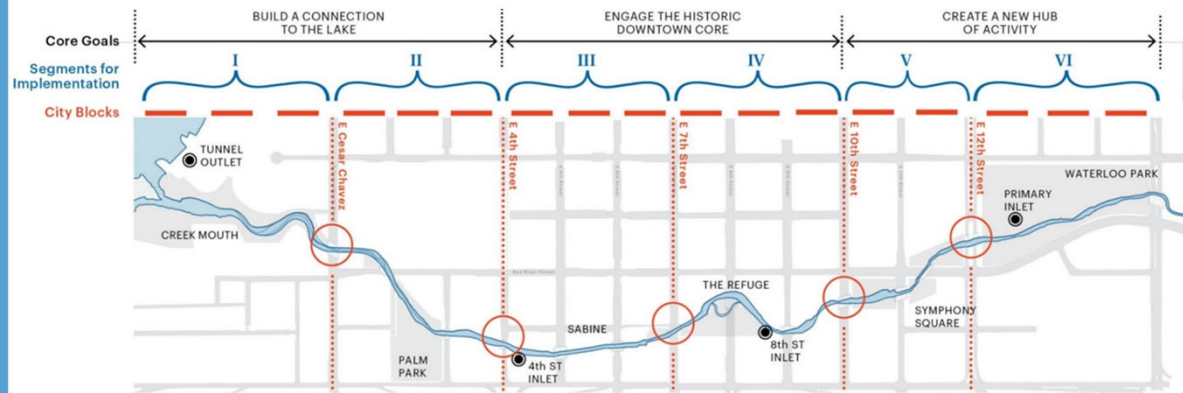 BUILD A CONNECTION
TO THE LAKE
ENGAGE THE HISTORIC
DOWNTOWN CORE
CREATE A NEW HUB
OF ACTIVITY
Core Goals
Segments for
Implementation
I
II
III
IV
V
VI
City Blocks
TUNNEL
OUTLET
E Cesar Chavez
E 4th Street
E 7th Street
E 10th Street
E 12th Street
WATERLOO PARK
PRIMARY
INLET
CREEK MOUTH
THE REFUGE
SYMPHONY
SQUARE
SABINE
8th ST
INLET
PALM
PARK
4th ST
INLET